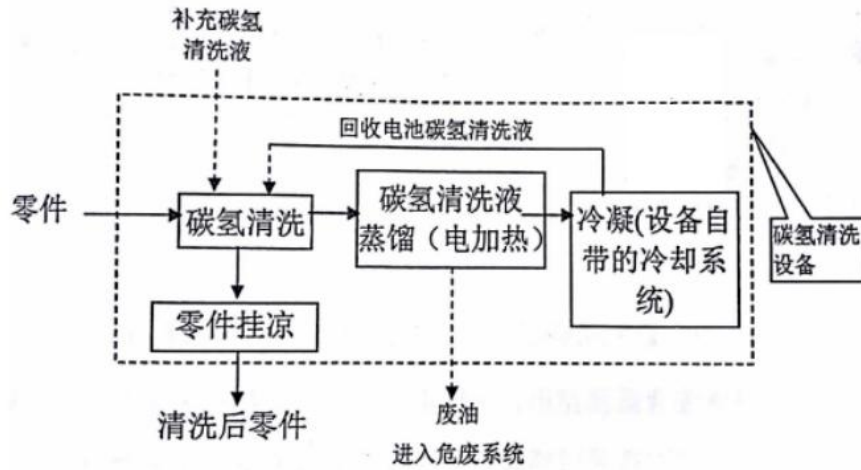 补充碳氢
清洗液
回收电池碳氢清洗液
零件
碳氢清洗
碳氢清洗液
蒸馏（电加热）
冷凝(设备自
带的冷却系
统)
碳氢清洗
设备
零件挂凉
清洗后零件
废油
进入危废系统